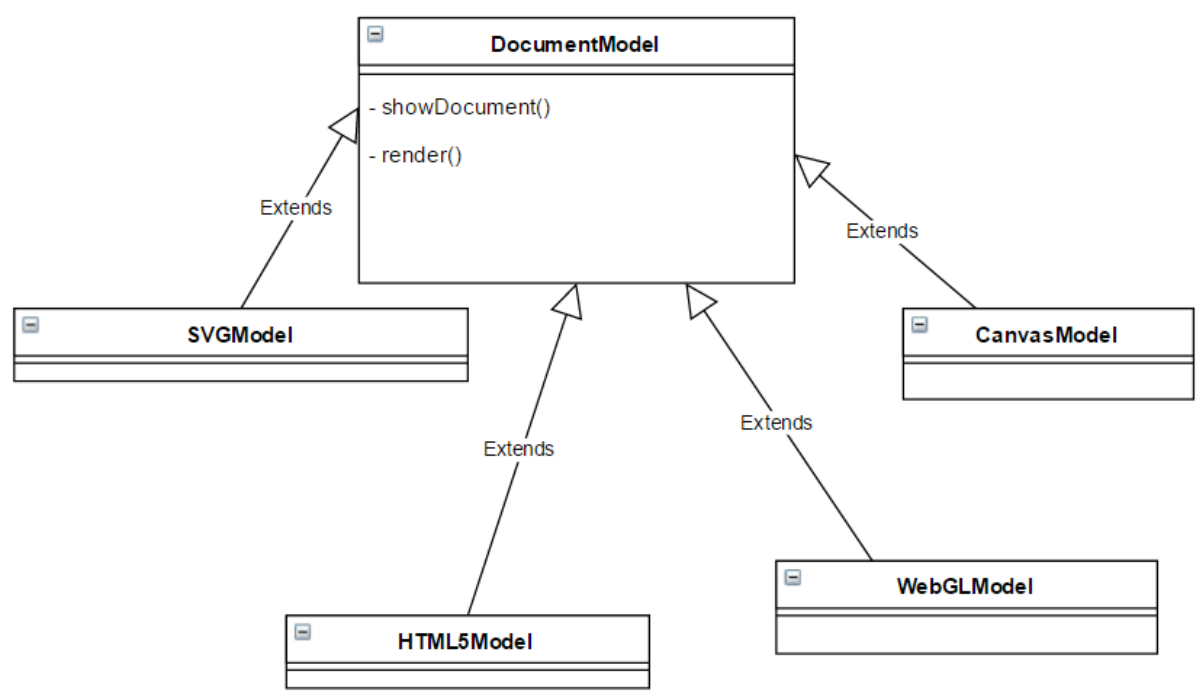 DocumentModel
- showDocument()
- render()
Extends
Extends
SVGModel
CanvasModel
Extends
Extends
WebGLModel
HTML5Model